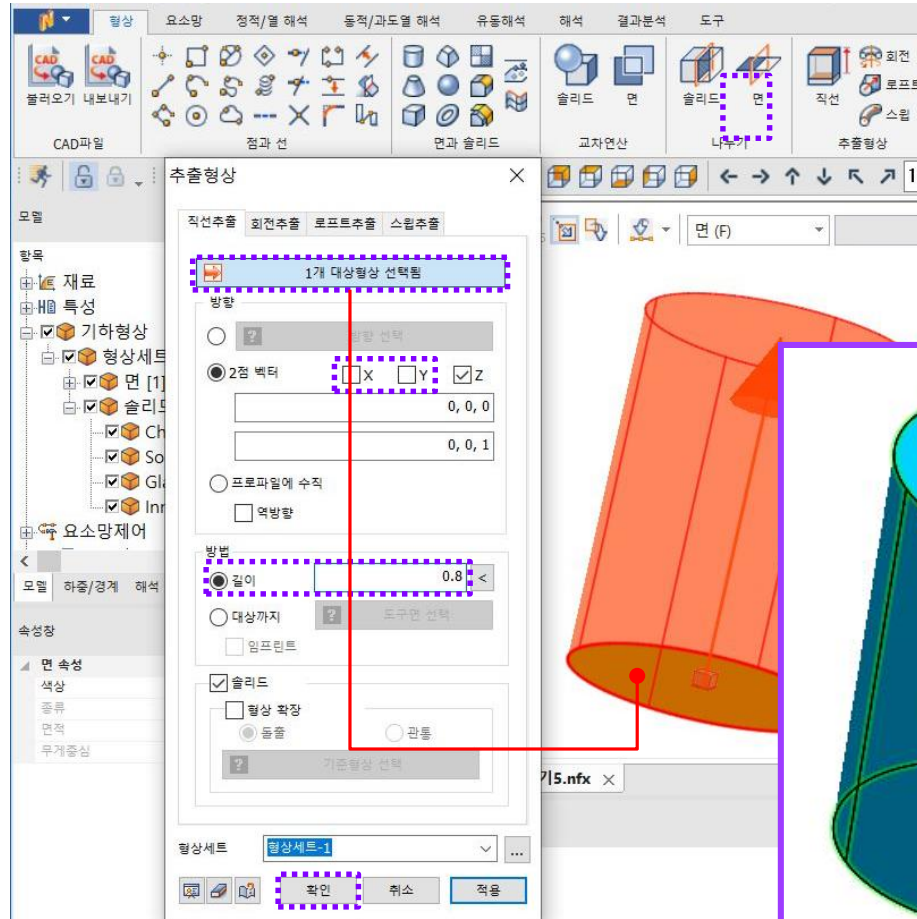 형상 요소망 정적/열 해석 동적/과도열 해석 유동해석 해석 결과분석 도구
CAD CAD
불러오기 내보내기 솔리드 면 솔리드 면 직선 회전
로프트
스윕
CAD파일 점과 선 면과 솔리드 교차연산 나누기 추출형상
추출형상
모델
항목
재료
특성
기하형상
형상세트
면 [1]
솔리드
Ch
So
Gl
Inr
요소망제어
모델 하중/경계 해석
속성창
면 속성
색상
종류
면적
무게중심
직선추출 회전추출 로프트추출 스윕추출
1개 대상형상 선택됨
방향
방향 선택
2점 벡터 X Y Z
0, 0, 0
0, 0, 1
프로파일에 수직
역방향
방법
길이 0.8 <
대상까지 도구면 선택
임프린트
솔리드
형상 확장
돌출 관통
기준형상 선택
형상세트 형상세트-1 ...
확인 취소 적용
면 (F)
기5.nfx